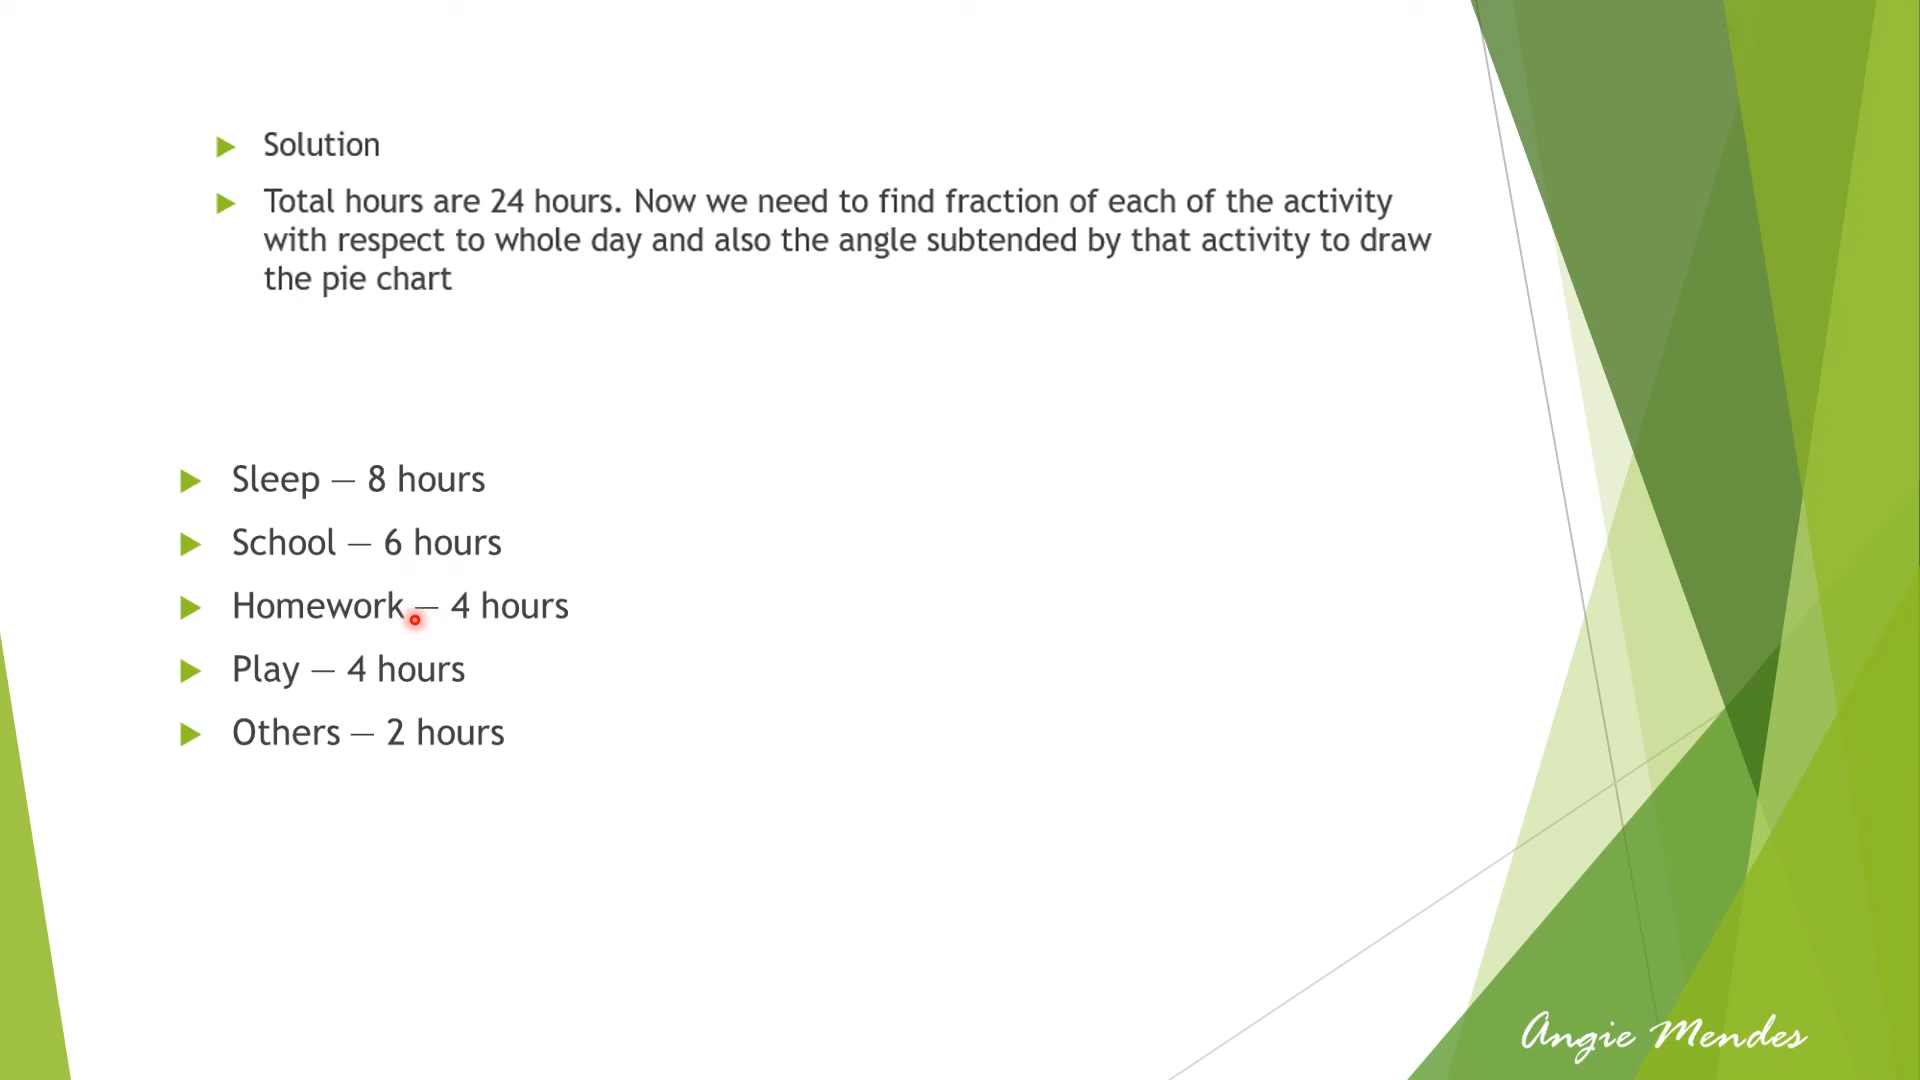 Solution
Total hours are 24 hours. Now we need to find fraction of each of the activity
with respect to whole day and also the angle subtended by that activity to draw
the pie chart
Sleep — 8 hours
School — 6 hours
Homework — 4 hours
Play — 4 hours
Others — 2 hours
Angie Mendes